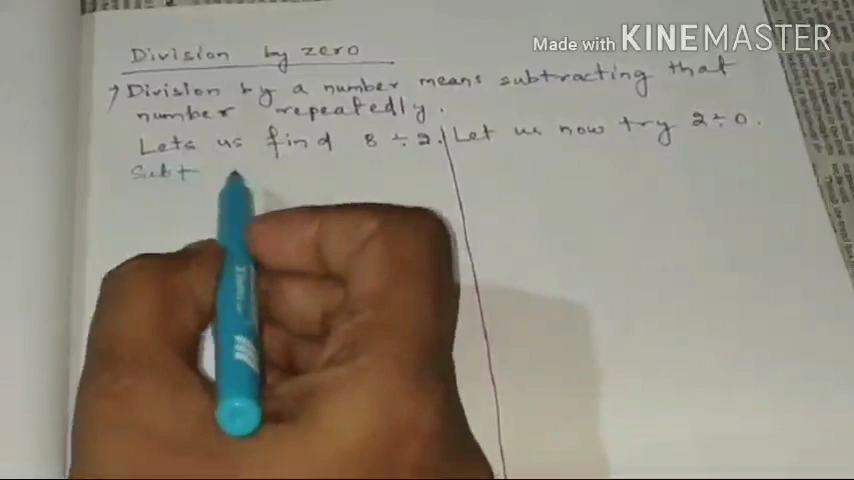 Made with KINEMASTER
Division by zero
Division by a number means subtracting that
number repeatedly.
Lets us find 8 ÷ 2. Let us now try 2÷0.
Subt